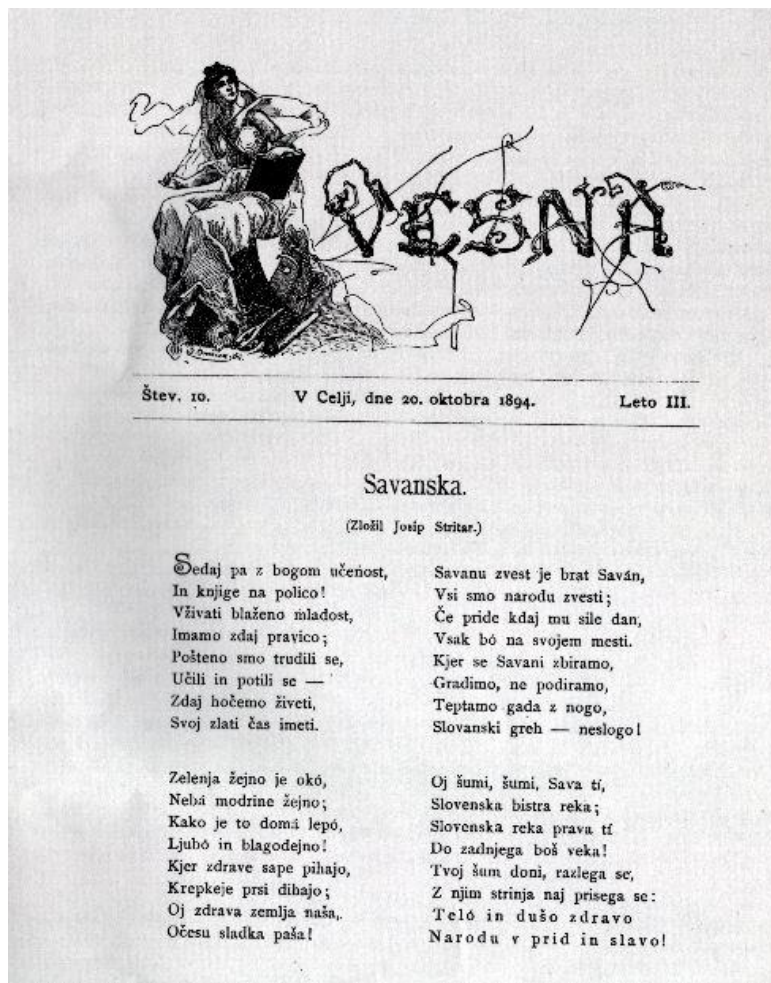 VESNA
Štev. 10. V Celji, dne 20. oktobra 1894. Leto III.
Savanska.
(Zložil Josip Stritar.)
Sedaj pa z bogom učenost,
In knjige na polico!
Vživati blaženo mladost,
Imamo zdaj pravico;
Pošteno smo trudili se,
Učili in potili se —
Zdaj hočemo živeti,
Svoj zlati čas imeti.
Zelenja žejno je okó,
Nebá modrine žejno;
Kako je to domá lepó,
Ljubó in blagodejno!
Kjer zdrave sape pihajo,
Krepkeje prsi dihajo;
Oj zdrava zemlja naša,
Očesu sladka paša!
Savanu zvest je brat Saván,
Vsi smo narodu zvesti;
Če pride kdaj mu sile dan,
Vsak bó na svojem mesti.
Kjer se Savani zbiramo,
Gradimo, ne podiramo,
Teptamo gada z nogo,
Slovanski greh — neslogo!
Oj šumi, šumi, Sava tí,
Slovenska bistra reka;
Slovenska reka prava tí
Do zadnjega boš veka!
Tvoj šum doni, razlega se,
Z njim strinja naj prisega se:
Teló in dušo zdravo
Narodu v prid in slavo!